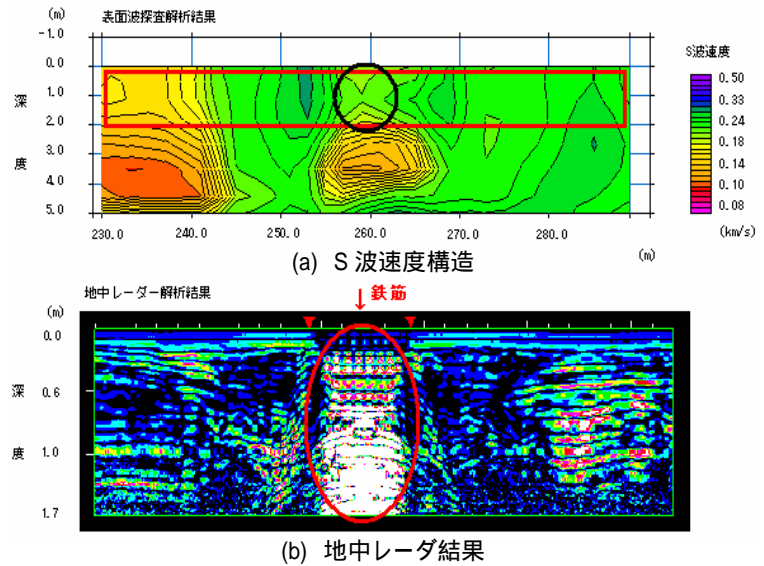 (m) 表面波探査解析結果
-1.0
0.0
1.0
2.0
3.0
4.0
5.0
深
度
230.0 240.0 250.0 260.0 270.0 280.0
(m)
S波速度
0.50
0.33
0.24
0.18
0.14
0.10
0.08
(km/s)
(a) S波速度構造
(m) 地中レーダー解析結果
↓鉄筋
0.0
0.6
1.0
1.7
深
度
(b) 地中レーダ結果